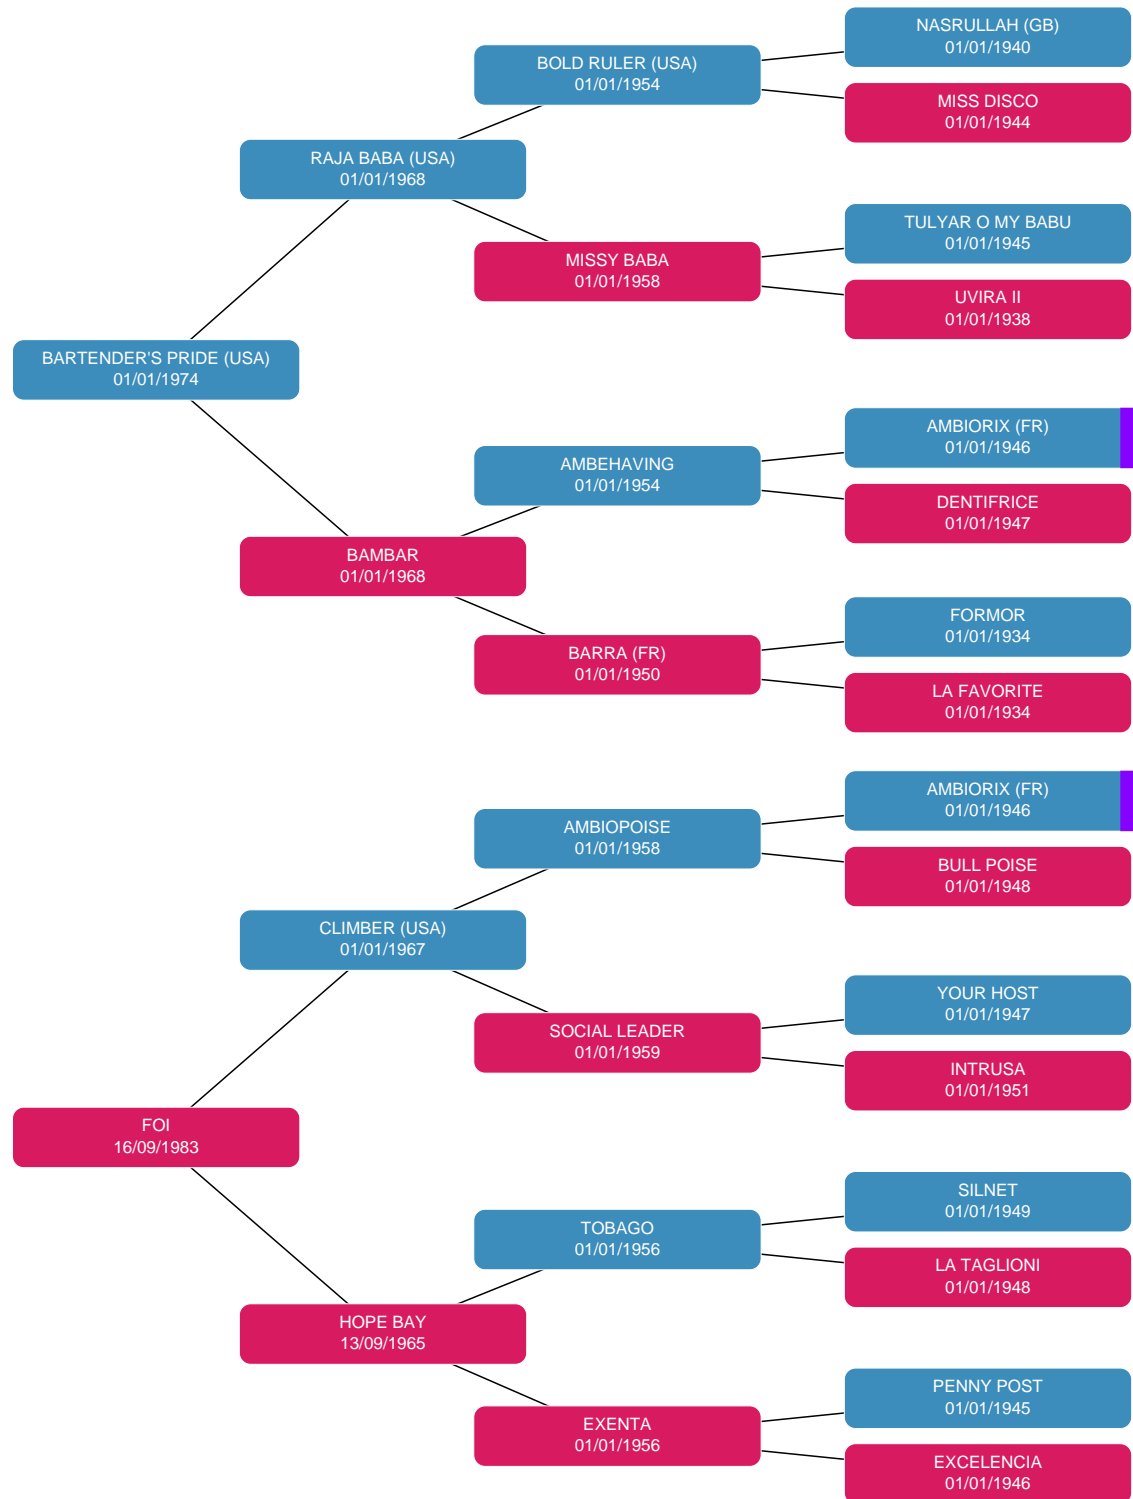 NASRULLAH (GB)
01/01/1940
BOLD RULER (USA)
01/01/1954
MISS DISCO
01/01/1944
RAJA BABA (USA)
01/01/1968
TULYAR O MY BABU
01/01/1945
MISSY BABA
01/01/1958
UVIRA II
01/01/1938
BARTENDER'S PRIDE (USA)
01/01/1974
AMBIORIX (FR)
01/01/1946
AMBEHAVING
01/01/1954
DENTIFRICE
01/01/1947
BAMBAR
01/01/1968
FORMOR
01/01/1934
BARRA (FR)
01/01/1950
LA FAVORITE
01/01/1934
AMBIORIX (FR)
01/01/1946
AMBIOPOISE
01/01/1958
BULL POISE
01/01/1948
CLIMBER (USA)
01/01/1967
YOUR HOST
01/01/1947
SOCIAL LEADER
01/01/1959
INTRUSA
01/01/1951
FOI
16/09/1983
SILNET
01/01/1949
TOBAGO
01/01/1956
LA TAGLIONI
01/01/1948
HOPE BAY
13/09/1965
PENNY POST
01/01/1945
EXENTA
01/01/1956
EXCELENCIA
01/01/1946